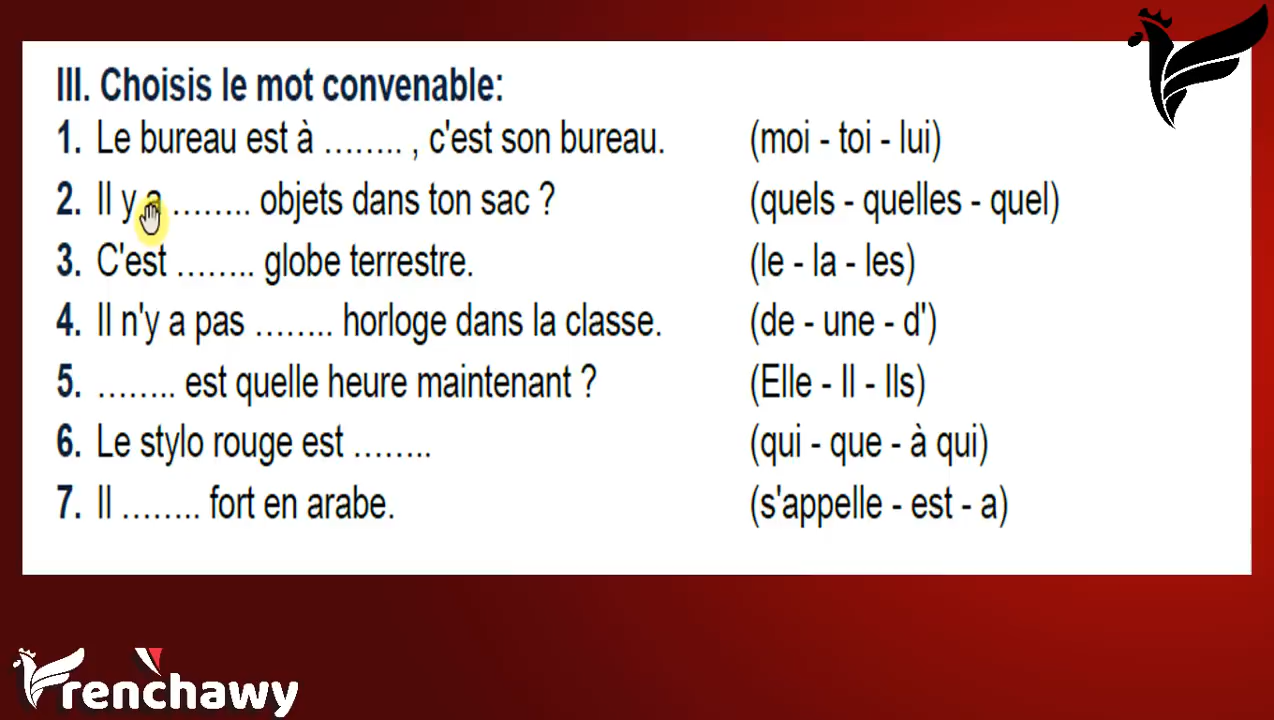 III. Choisis le mot convenable:
1. Le bureau est à …….. , c'est son bureau. (moi - toi - lui)
2. Il y a …….. objets dans ton sac ? (quels - quelles - quel)
3. C'est …….. globe terrestre. (le - la - les)
4. Il n'y a pas …….. horloge dans la classe. (de - une - d')
5. …….. est quelle heure maintenant ? (Elle - Il - Ils)
6. Le stylo rouge est …….. (qui - que - à qui)
7. Il …….. fort en arabe. (s'appelle - est - a)
Frenchawy